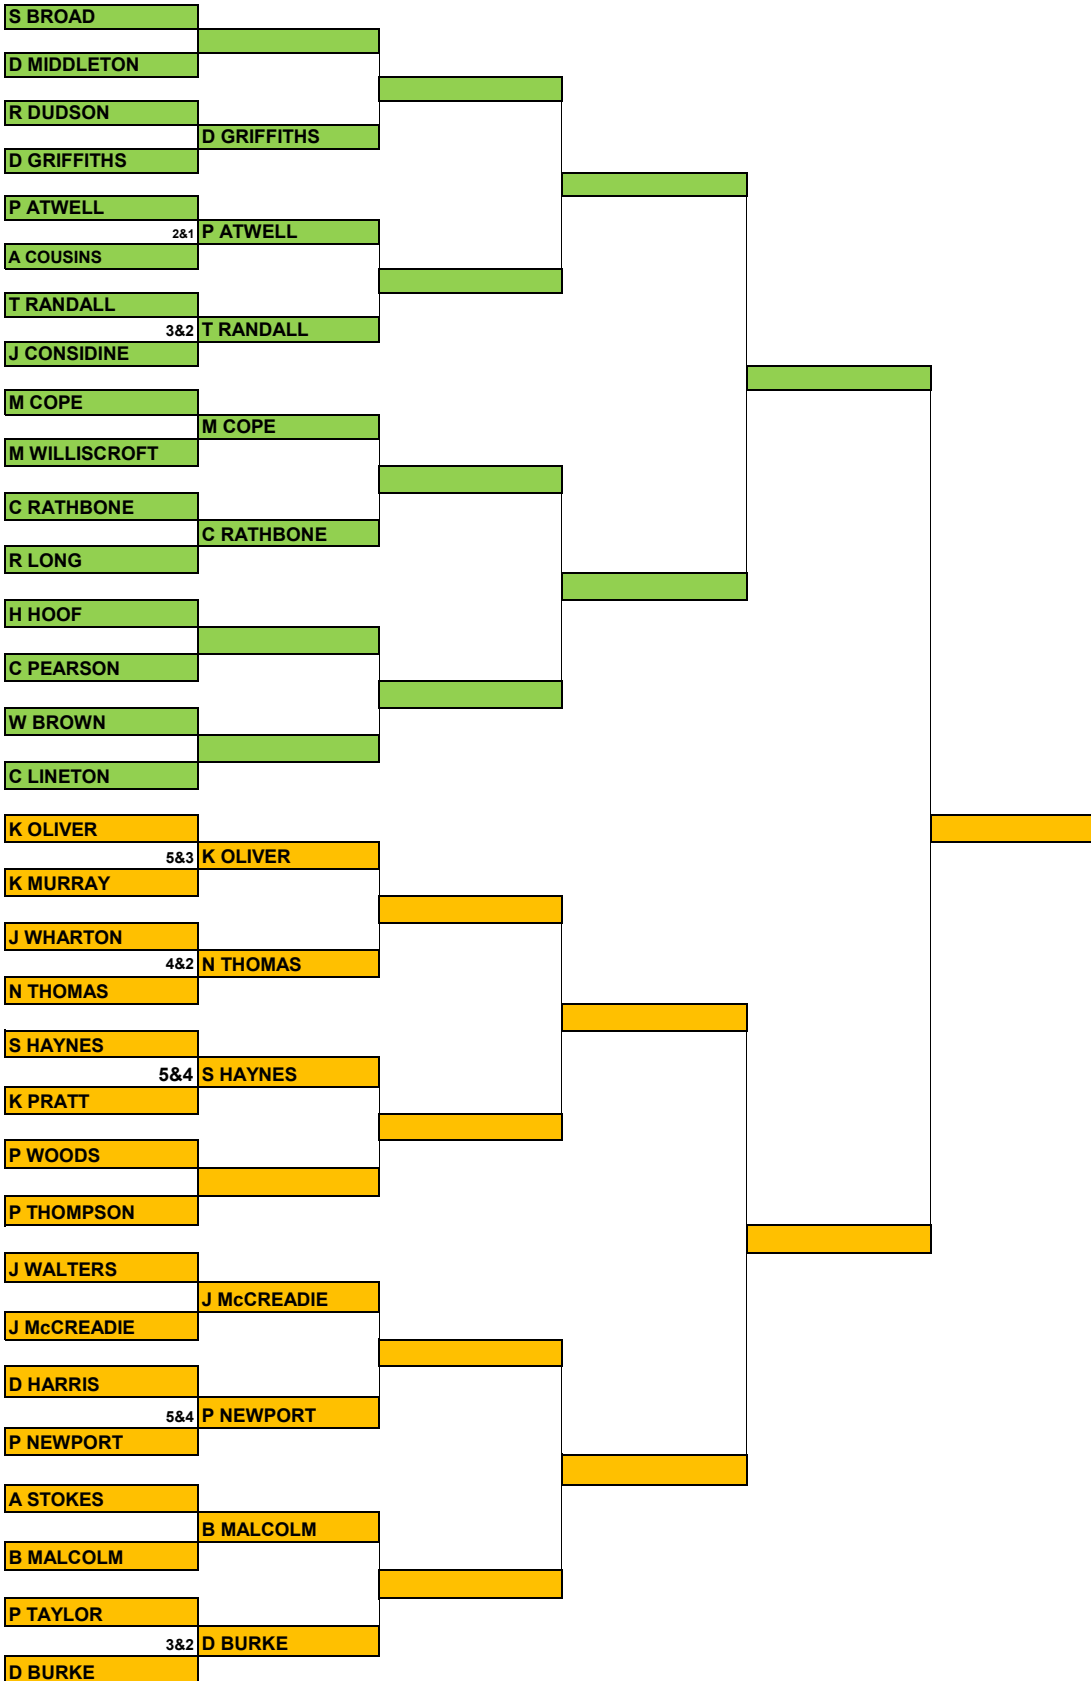 S BROAD
D MIDDLETON
R DUDSON
D GRIFFITHS
D GRIFFITHS
P ATWELL
2&1 P ATWELL
A COUSINS
T RANDALL
3&2 T RANDALL
J CONSIDINE
M COPE
M COPE
M WILLISCROFT
C RATHBONE
C RATHBONE
R LONG
H HOOF
C PEARSON
W BROWN
C LINETON
K OLIVER
5&3 K OLIVER
K MURRAY
J WHARTON
4&2 N THOMAS
N THOMAS
S HAYNES
5&4 S HAYNES
K PRATT
P WOODS
P THOMPSON
J WALTERS
J McCREADIE
J McCREADIE
D HARRIS
5&4 P NEWPORT
P NEWPORT
A STOKES
B MALCOLM
B MALCOLM
P TAYLOR
3&2 D BURKE
D BURKE